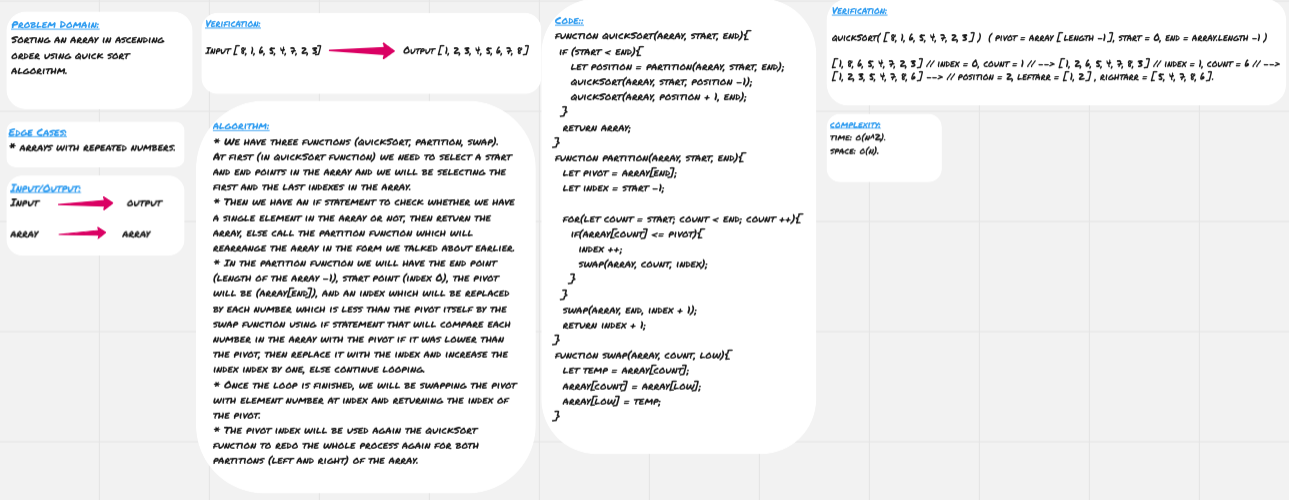 PROBLEM DOMAIN:
SORTING AN ARRAY IN ASCENDING
ORDER USING QUICK SORT
ALGORITHM.
EDGE CASES:
* ARRAYS WITH REPEATED NUMBERS.
INPUT/OUTPUT:
INPUT OUTPUT
ARRAY ARRAY
VERIFICATION:
INPUT [ 8, 1, 6, 5, 4, 7, 2, 3] OUTPUT [ 1, 2, 3, 4, 5, 6, 7, 8 ]
ALGORITHM:
* WE HAVE THREE FUNCTIONS (QUICKSORT, PARTITION, SWAP).
AT FIRST (IN QUICKSORT FUNCTION) WE NEED TO SELECT A START
AND END POINTS IN THE ARRAY AND WE WILL BE SELECTING THE
FIRST AND THE LAST INDEXES IN THE ARRAY.
* THEN WE HAVE AN IF STATEMENT TO CHECK WHETHER WE HAVE
A SINGLE ELEMENT IN THE ARRAY OR NOT, THEN RETURN THE
ARRAY, ELSE CALL THE PARTITION FUNCTION WHICH WILL
REARRANGE THE ARRAY IN THE FORM WE TALKED ABOUT EARLIER.
* IN THE PARTITION FUNCTION WE WILL HAVE THE END POINT
(LENGTH OF THE ARRAY -1), START POINT (INDEX 0), THE PIVOT
WILL BE (ARRAY[END]), AND AN INDEX WHICH WILL BE REPLACED
BY EACH NUMBER WHICH IS LESS THAN THE PIVOT ITSELF BY THE
SWAP FUNCTION USING IF STATEMENT THAT WILL COMPARE EACH
NUMBER IN THE ARRAY WITH THE PIVOT IF IT WAS LOWER THAN
THE PIVOT, THEN REPLACE IT WITH THE INDEX AND INCREASE THE
INDEX INDEX BY ONE, ELSE CONTINUE LOOPING.
* ONCE THE LOOP IS FINISHED, WE WILL BE SWAPPING THE PIVOT
WITH ELEMENT NUMBER AT INDEX AND RETURNING THE INDEX OF
THE PIVOT.
* THE PIVOT INDEX WILL BE USED AGAIN THE QUICKSORT
FUNCTION TO REDO THE WHOLE PROCESS AGAIN FOR BOTH
PARTITIONS (LEFT AND RIGHT) OF THE ARRAY.
CODE::
FUNCTION QUICKSORT(ARRAY, START, END){
IF (START < END){
LET POSITION = PARTITION(ARRAY, START, END);
QUICKSORT(ARRAY, START, POSITION -1);
QUICKSORT(ARRAY, POSITION + 1, END);
}
RETURN ARRAY;
}
FUNCTION PARTITION(ARRAY, START, END){
LET PIVOT = ARRAY[END];
LET INDEX = START -1;
FOR(LET COUNT = START; COUNT < END; COUNT ++){
IF(ARRAY[COUNT] <= PIVOT){
INDEX ++;
SWAP(ARRAY, COUNT, INDEX);
}
}
SWAP(ARRAY, END, INDEX + 1);
RETURN INDEX + 1;
}
FUNCTION SWAP(ARRAY, COUNT, LOW){
LET TEMP = ARRAY[COUNT];
ARRAY[COUNT] = ARRAY[LOW];
ARRAY[LOW] = TEMP;
}
VERIFICATION:
QUICKSORT( [ 8, 1, 6, 5, 4, 7, 2, 3 ] ) ( PIVOT = ARRAY [ LENGTH -1], START = 0, END = ARRAY.LENGTH -1 )
[ 1, 8, 6, 5, 4, 7, 2, 3 ] // INDEX = 0, COUNT = 1 // --> [ 1, 2, 6, 5, 4, 7, 8, 3 ] // INDEX = 1, COUNT = 6 // -->
[ 1, 2, 3, 5, 4, 7, 8, 6 ] --> // POSITION = 2, LEFTARR = [ 1, 2 ] , RIGHTARR = [ 5, 4, 7, 8, 6 ].
COMPLEXITY:
TIME: O(N^2).
SPACE: O(N).